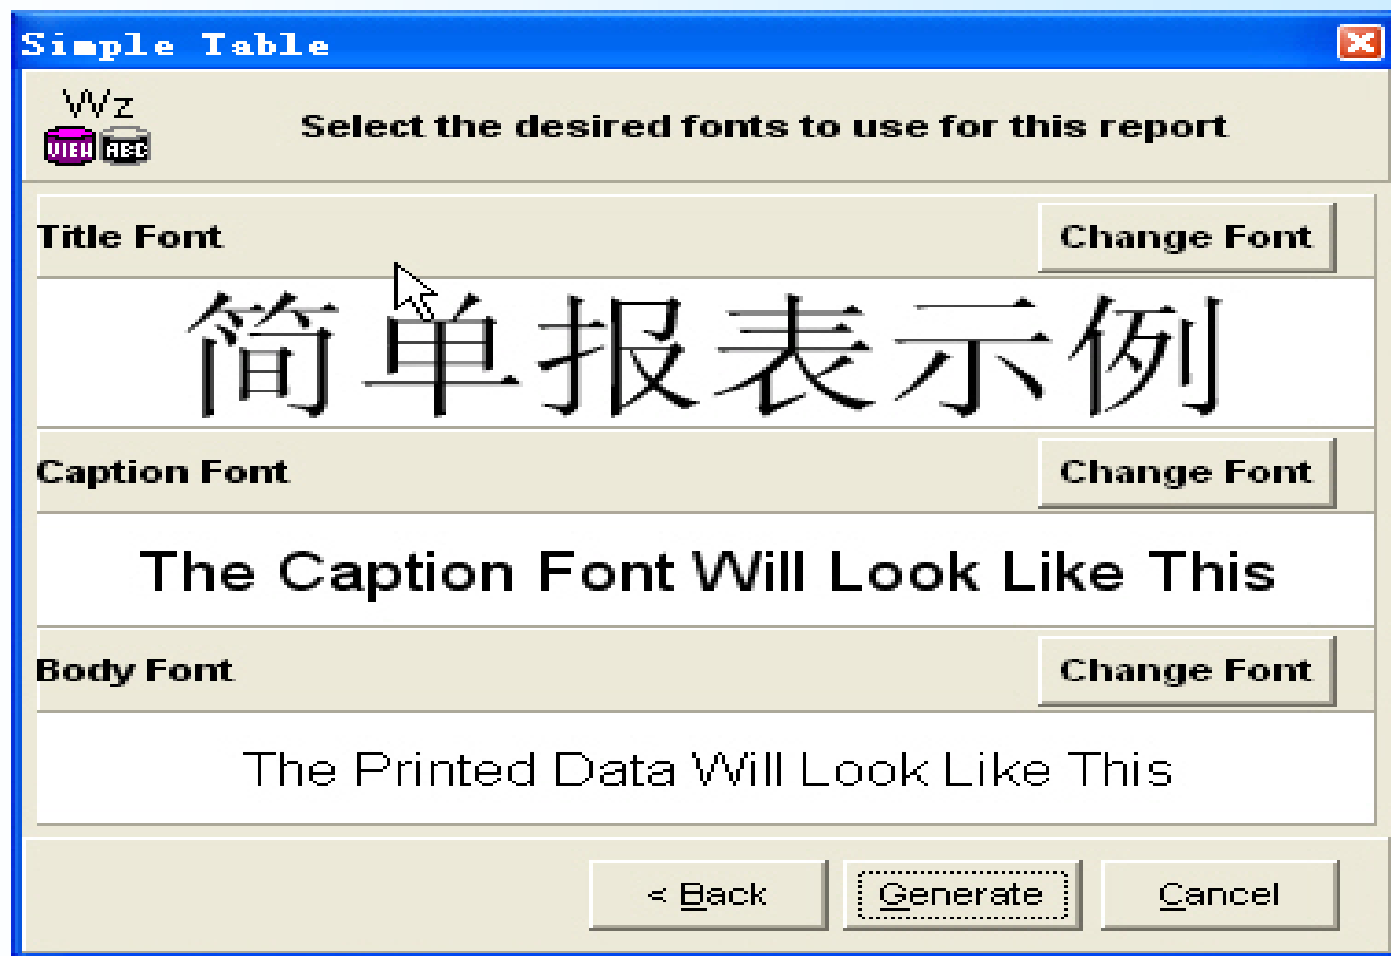 Simple Table
Wz
VIEW ABC
Select the desired fonts to use for this report
Title Font
Change Font
简单报表示例
Caption Font
Change Font
The Caption Font Will Look Like This
Body Font
Change Font
The Printed Data Will Look Like This
< Back
Generate
Cancel